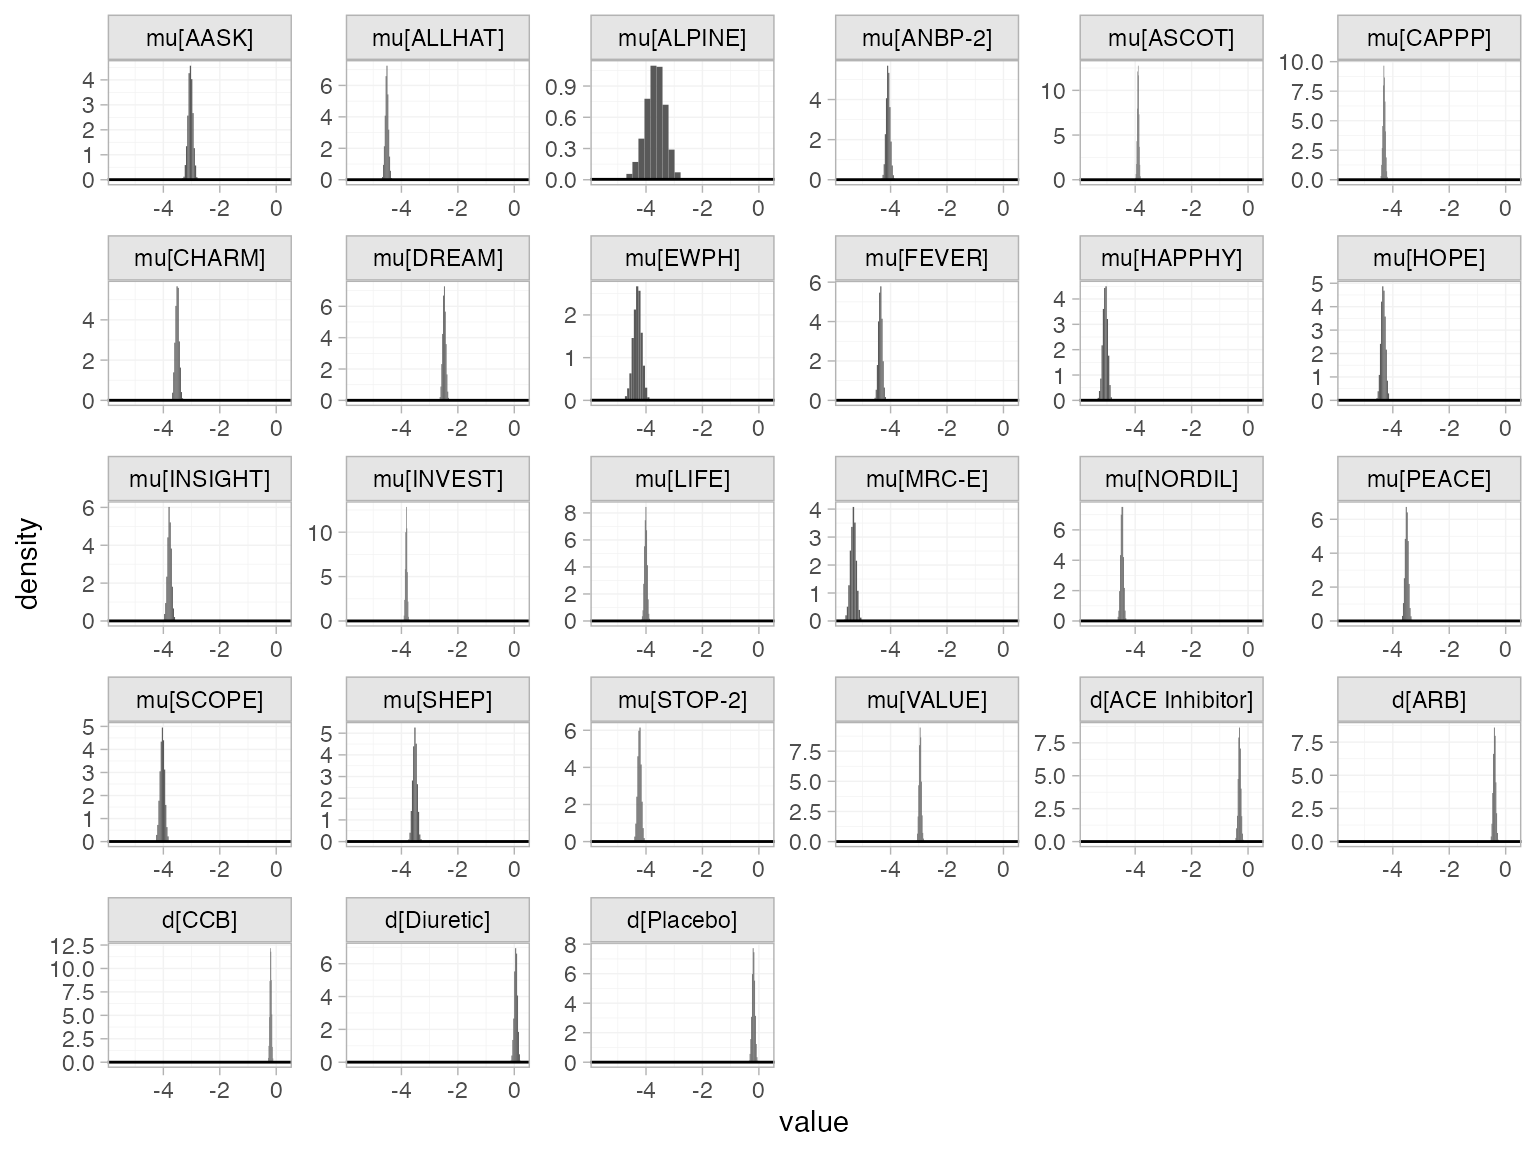 mu[AASK] mu[ALLHAT] mu[ALPINE] mu[ANBP-2] mu[ASCOT] mu[CAPPP]
4 3 2 1 0 6 4 2 0 0.9 0.6 0.3 0.0 4 2 0 10 5 0 10.0 7.5 5.0 2.5 0.0
-4 -2 0 -4 -2 0 -4 -2 0 -4 -2 0 -4 -2 0 -4 -2 0
mu[CHARM] mu[DREAM] mu[EWPH] mu[FEVER] mu[HAPPHY] mu[HOPE]
4 2 0 6 4 2 0 2 1 0 6 4 2 0 4 3 2 1 0 5 4 3 2 1 0
-4 -2 0 -4 -2 0 -4 -2 0 -4 -2 0 -4 -2 0 -4 -2 0
mu[INSIGHT] mu[INVEST] mu[LIFE] mu[MRC-E] mu[NORDIL] mu[PEACE]
6 4 2 0 10 5 0 8 6 4 2 0 4 3 2 1 0 6 4 2 0 6 4 2 0
-4 -2 0 -4 -2 0 -4 -2 0 -4 -2 0 -4 -2 0 -4 -2 0
mu[SCOPE] mu[SHEP] mu[STOP-2] mu[VALUE] d[ACE Inhibitor] d[ARB]
5 4 3 2 1 0 5 4 3 2 1 0 6 4 2 0 7.5 5.0 2.5 0.0 7.5 5.0 2.5 0.0 7.5 5.0 2.5 0.0
-4 -2 0 -4 -2 0 -4 -2 0 -4 -2 0 -4 -2 0 -4 -2 0
d[CCB] d[Diuretic] d[Placebo]
12.5 10.0 7.5 5.0 2.5 0.0 6 4 2 0 8 6 4 2 0
-4 -2 0 -4 -2 0 -4 -2 0
density
value